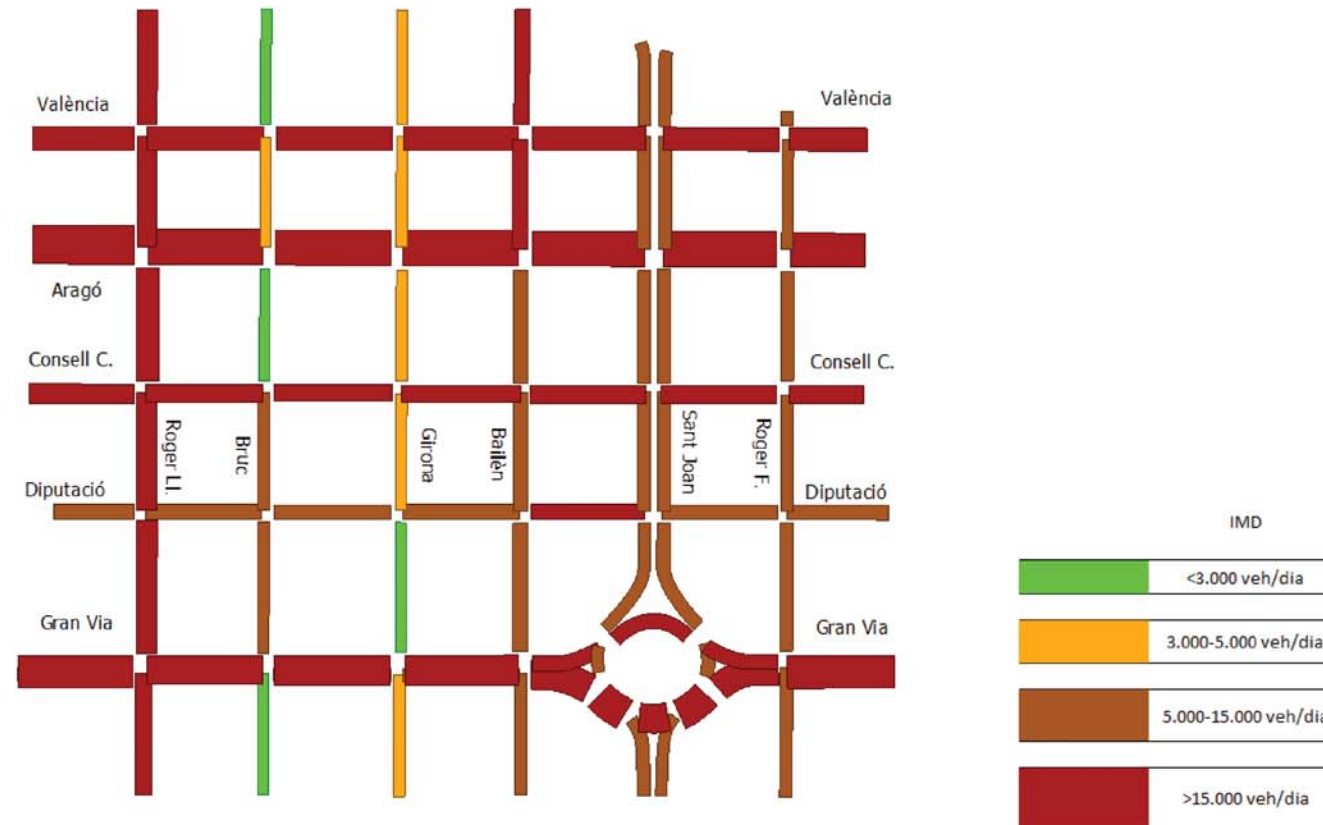 València
València
Aragó
Consell C.
Consell C.
Roger Ll.
Bruc
Girona
Bailèn
Sant Joan
Roger F.
Diputació
Diputació
Gran Via
Gran Via
IMD
<3.000 veh/dia
3.000-5.000 veh/dia
5.000-15.000 veh/dia
>15.000 veh/dia